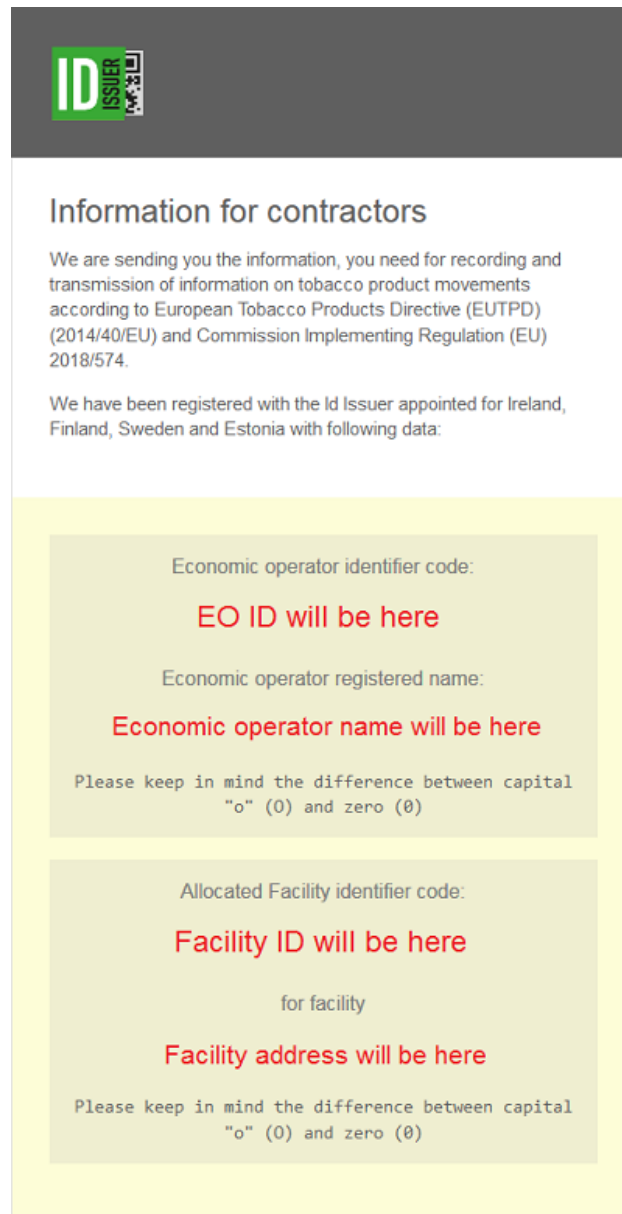 ID
ISSUER
Information for contractors
We are sending you the information, you need for recording and
transmission of information on tobacco product movements
according to European Tobacco Products Directive (EUTPD)
(2014/40/EU) and Commission Implementing Regulation (EU)
2018/574.
We have been registered with the Id Issuer appointed for Ireland,
Finland, Sweden and Estonia with following data:
Economic operator identifier code:
EO ID will be here
Economic operator registered name:
Economic operator name will be here
Please keep in mind the difference between capital
"o" (O) and zero (0)
Allocated Facility identifier code:
Facility ID will be here
for facility
Facility address will be here
Please keep in mind the difference between capital
"o" (O) and zero (0)